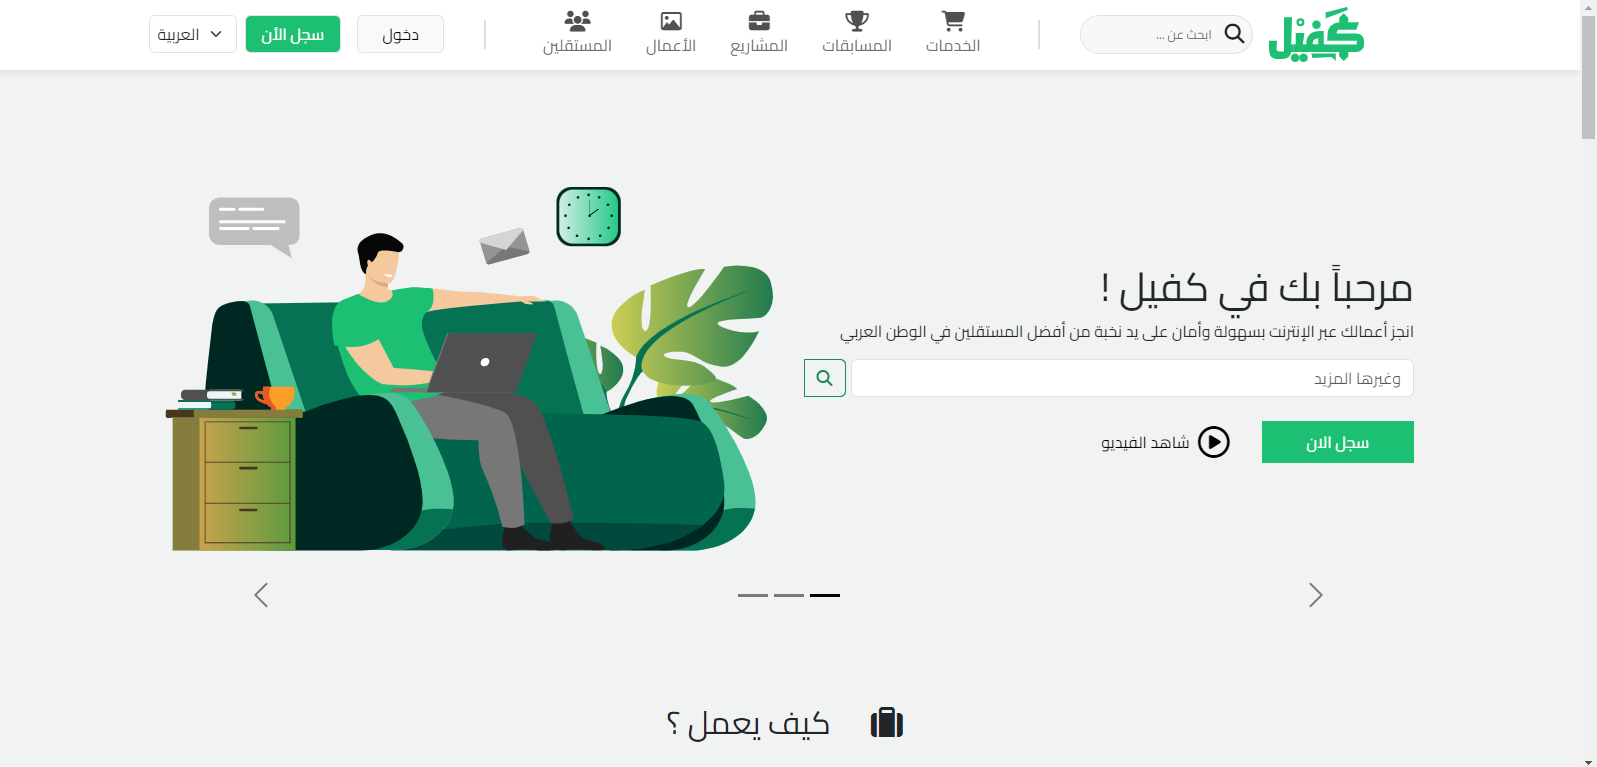 كفيل
ابحث عن ...
الخدمات
المسابقات
المشاريع
الأعمال
المستقلين
دخول
سجل الأن
العربية
مرحباً بك في كفيل !
انجز أعمالك عبر الإنترنت بسهولة وأمان على يد نخبة من أفضل المستقلين في الوطن العربي
وغيرها المزيد
سجل الان
شاهد الفيديو
كيف يعمل ؟